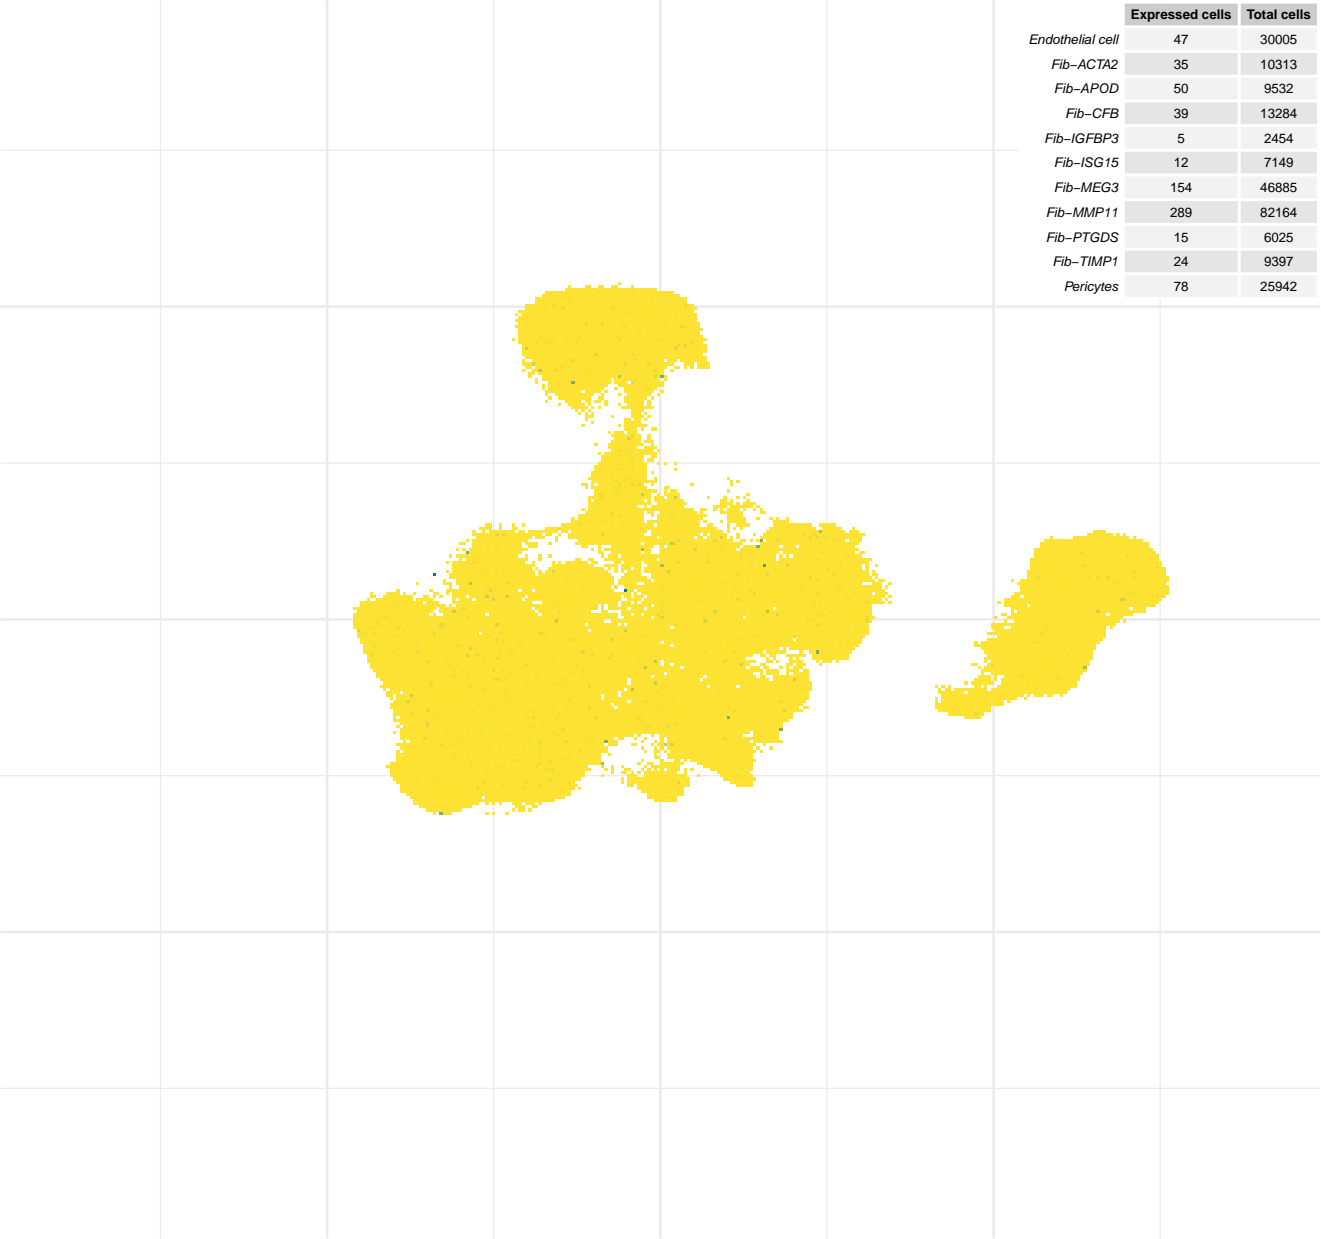 Expressed cells Total cells
Endothelial cell 47 30005
Fib−ACTA2 35 10313
Fib−APOD 50 9532
Fib−CFB 39 13284
Fib−IGFBP3 5 2454
Fib−ISG15 12 7149
Fib−MEG3 154 46885
Fib−MMP11 289 82164
Fib−PTGDS 15 6025
Fib−TIMP1 24 9397
Pericytes 78 25942